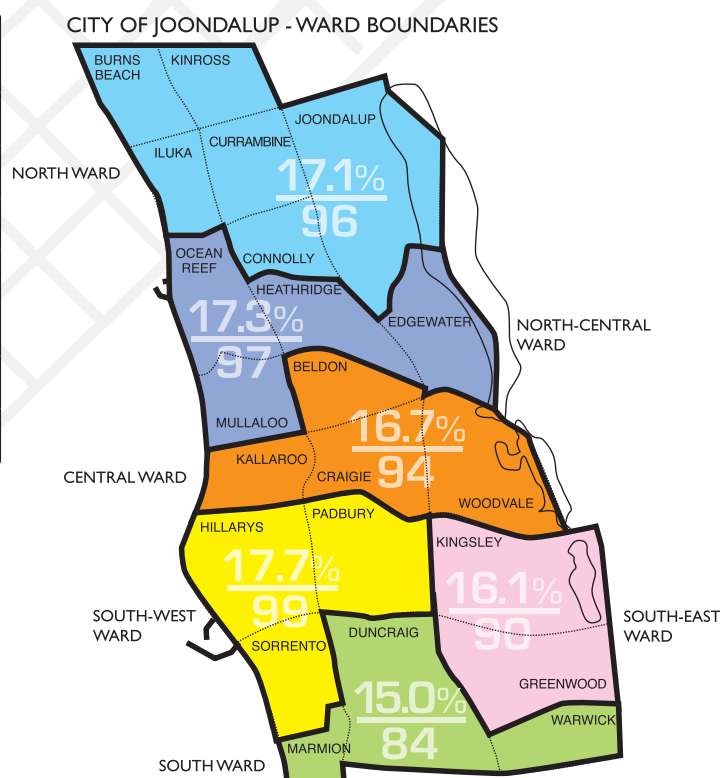 CITY OF JOONDALUP - WARD BOUNDARIES
BURNS
BEACH
KINROSS
JOONDALUP
ILUKA
CURRAMBINE
NORTH WARD
17.1%
96
OCEAN
REEF
CONNOLLY
HEATHRIDGE
17.3%
97
EDGEWATER
NORTH-CENTRAL
WARD
BELDON
MULLALOO
16.7%
94
KALLAROO
CRAIGIE
CENTRAL WARD
WOODVALE
HILLARYS
PADBURY
KINGSLEY
17.7%
99
16.1%
90
SOUTH-WEST
WARD
SOUTH-EAST
WARD
SORRENTO
DUNCRAIG
GREENWOOD
15.0%
84
WARWICK
MARMION
SOUTH WARD